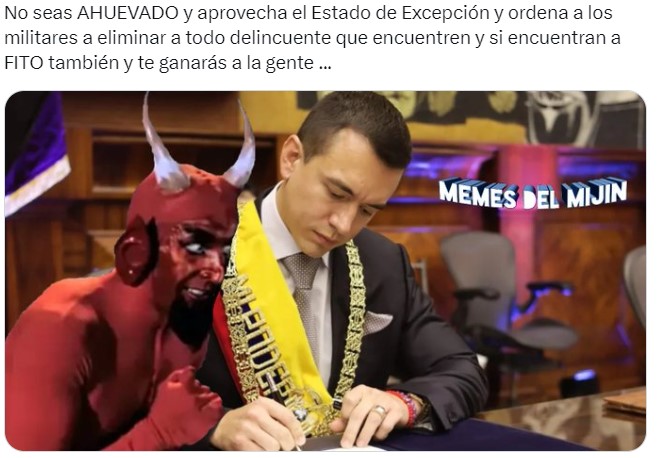 No seas AHUEVADO y aprovecha el Estado de Excepción y ordena a los
militares a eliminar a todo delincuente que encuentren y si encuentran a
FITO también y te ganarás a la gente ...
MEMES DEL MIJIN